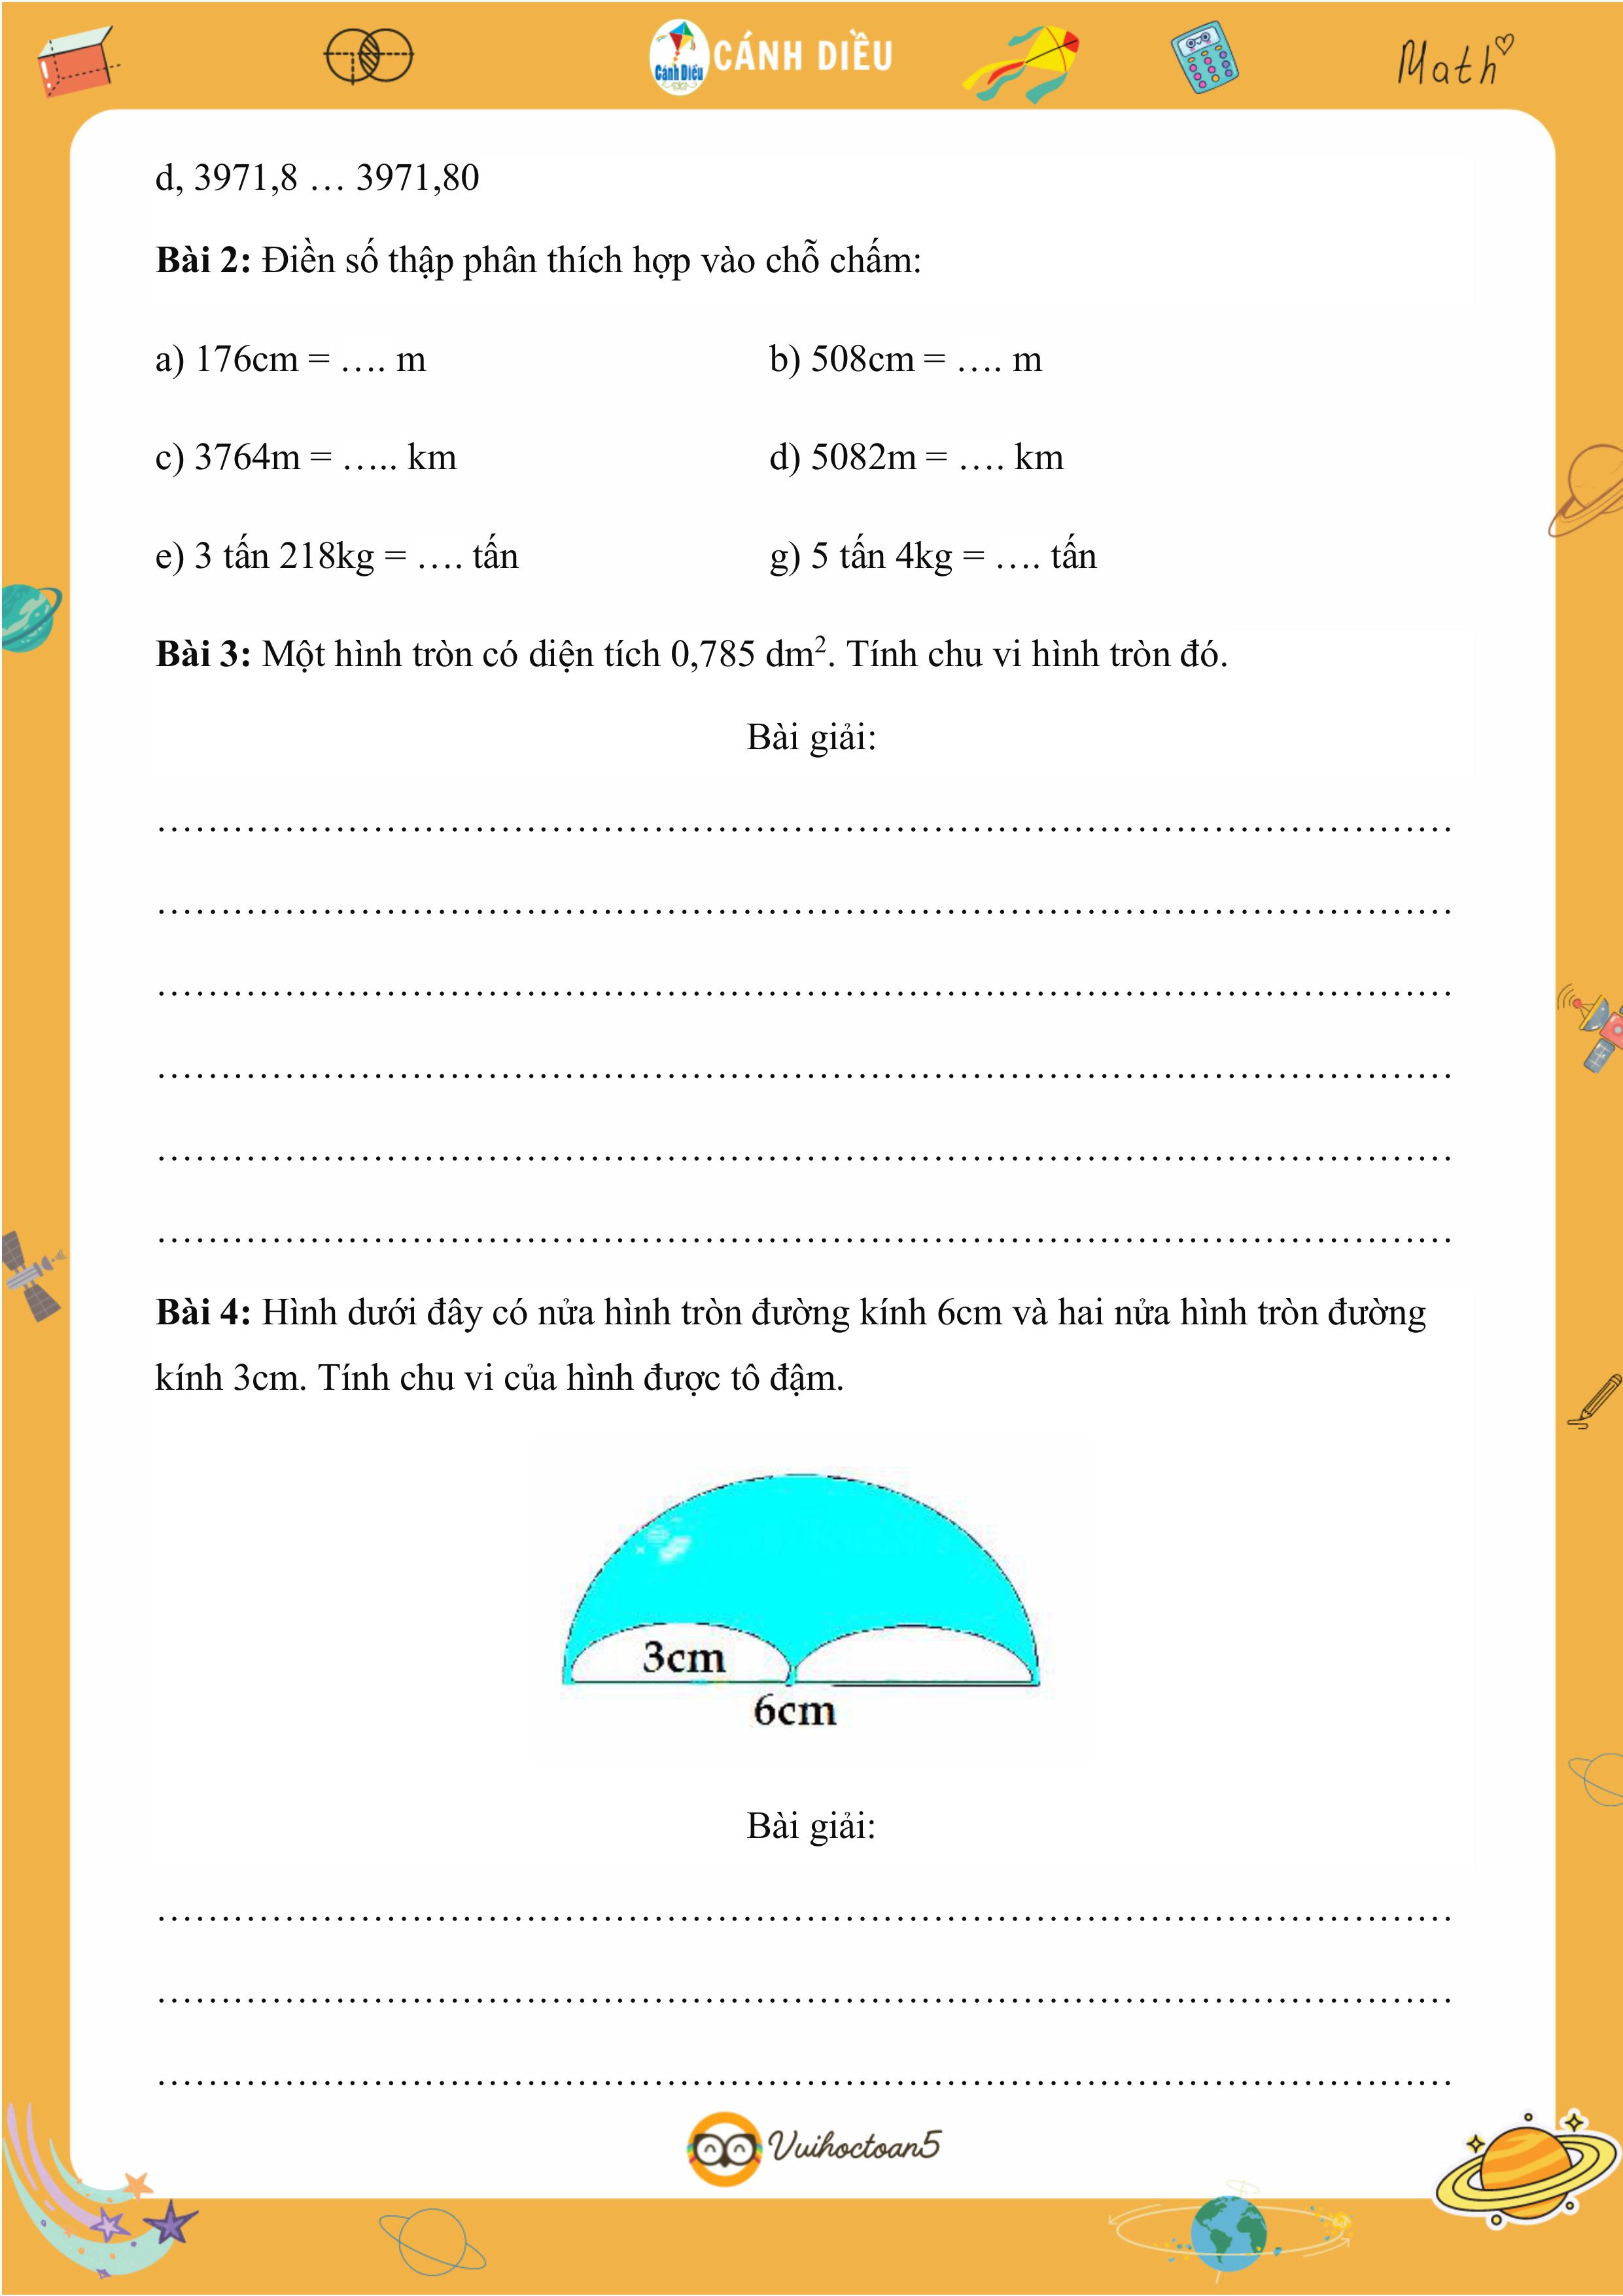 Cánh Diều CÁNH DIỀU
Math
d, 3971,8 … 3971,80
Bài 2: Điền số thập phân thích hợp vào chỗ chấm:
a) 176cm = …. m b) 508cm = …. m
c) 3764m = ….. km d) 5082m = …. km
e) 3 tấn 218kg = …. tấn g) 5 tấn 4kg = …. tấn
Bài 3: Một hình tròn có diện tích 0,785 dm². Tính chu vi hình tròn đó.
Bài giải:
Bài 4: Hình dưới đây có nửa hình tròn đường kính 6cm và hai nửa hình tròn đường
kính 3cm. Tính chu vi của hình được tô đậm.
3cm
6cm
Bài giải:
Vuihoctoan5